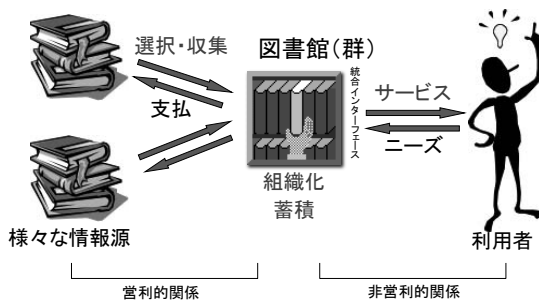 選択・収集
図書館(群)
支払
統合インターフェース
サービス
ニーズ
組織化
蓄積
様々な情報源
利用者
営利的関係
非営利的関係